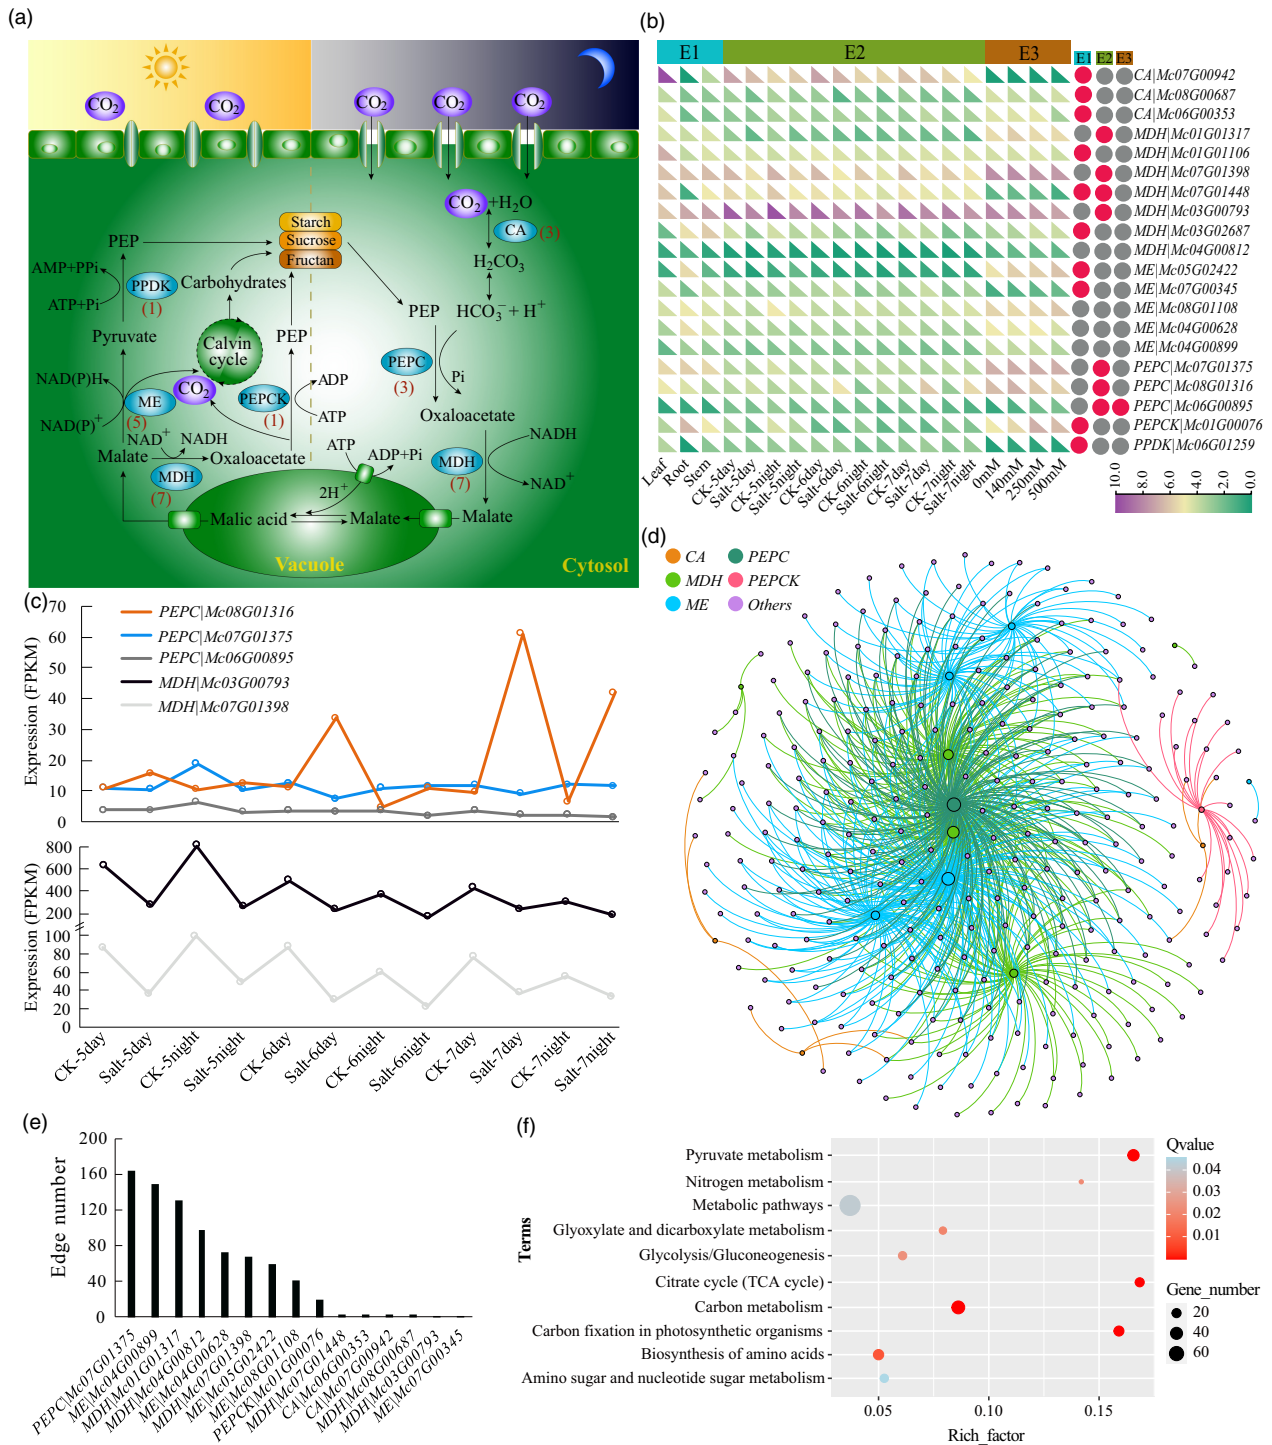 (a)
CO2
CO2
CO2
CO2
CO2
CO2 +H2O
CA (3)
H2CO3
HCO3− + H+
Starch
Sucrose
Fructan
PEP
AMP+PPi
PPDK
(1)
ATP+Pi
Carbohydrates
Pyruvate
Calvin
cycle
PEP
PEP
PEPC
(3)
Pi
NAD(P)H
ME
(5)
CO2
PEPCK
(1)
ADP
ATP
NAD(P)+
NAD+
NADH
Malate
Oxaloacetate
MDH
(7)
Oxaloacetate
NADH
MDH
(7)
NAD+
ATP
ADP+Pi
2H+
Malic acid
Malate
Malate
Vacuole
Cytosol
(b)
E1
E2
E3
E1
E2
E3
CA|Mc07G00942
CA|Mc08G00687
CA|Mc06G00353
MDH|Mc01G01317
MDH|Mc01G01106
MDH|Mc07G01398
MDH|Mc07G01448
MDH|Mc03G00793
MDH|Mc03G02687
MDH|Mc04G00812
ME|Mc05G02422
ME|Mc07G00345
ME|Mc08G01108
ME|Mc04G00628
ME|Mc04G00899
PEPC|Mc07G01375
PEPC|Mc08G01316
PEPC|Mc06G00895
PEPCK|Mc01G00076
PPDK|Mc06G01259
Leaf
Root
Stem
CK-5day
Salt-5day
CK-5night
Salt-5night
CK-6day
Salt-6day
CK-6night
Salt-6night
CK-7day
Salt-7day
CK-7night
Salt-7night
0mM
140mM
250mM
500mM
10.0
8.0
6.0
4.0
2.0
0.0
(c)
Expression (FPKM)
70
60
50
40
30
20
10
0
PEPC|Mc08G01316
PEPC|Mc07G01375
PEPC|Mc06G00895
MDH|Mc03G00793
MDH|Mc07G01398
Expression (FPKM)
800
600
400
200
100
80
60
40
20
0
CK-5day
Salt-5day
CK-5night
Salt-5night
CK-6day
Salt-6day
CK-6night
Salt-6night
CK-7day
Salt-7day
CK-7night
Salt-7night
(d)
CA
PEPC
MDH
PEPCK
ME
Others
(e)
Edge number
200
160
120
80
40
0
PEPC|Mc07G01375
ME|Mc04G00899
MDH|Mc01G01317
MDH|Mc04G00812
ME|Mc04G00628
MDH|Mc07G01398
ME|Mc05G02422
ME|Mc08G01108
PEPCK|Mc01G00076
MDH|Mc07G01448
CA|Mc06G00353
CA|Mc07G00942
MDH|Mc08G00687
MDH|Mc03G00793
ME|Mc07G00345
(f)
Terms
Pyruvate metabolism
Nitrogen metabolism
Metabolic pathways
Glyoxylate and dicarboxylate metabolism
Glycolysis/Gluconeogenesis
Citrate cycle (TCA cycle)
Carbon metabolism
Carbon fixation in photosynthetic organisms
Biosynthesis of amino acids
Amino sugar and nucleotide sugar metabolism
0.05
0.10
0.15
Rich_factor
Qvalue
0.04
0.03
0.02
0.01
Gene_number
20
40
60